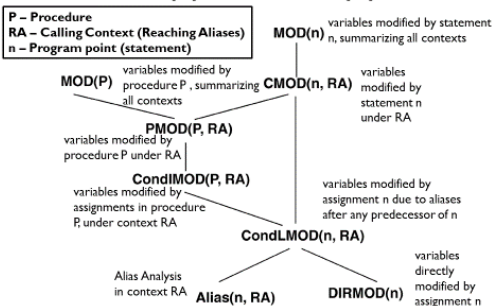 P – Procedure
RA – Calling Context (Reaching Aliases)
n – Program point (statement)
MOD(n)
variables modified by statement
n, summarizing all contexts
MOD(P)
variables modified by
procedure P , summarizing
all contexts
CMOD(n, RA)
variables
modified by
statement n
under RA
PMOD(P, RA)
variables modified by
procedure P under RA
CondIMOD(P, RA)
variables modified by
assignments in procedure
P, under context RA
variables modified by
assignment n due to aliases
after any predecessor of n
CondLMOD(n, RA)
Alias Analysis
in context RA
Alias(n, RA)
DIRMOD(n)
variables
directly
modified by
assignment n